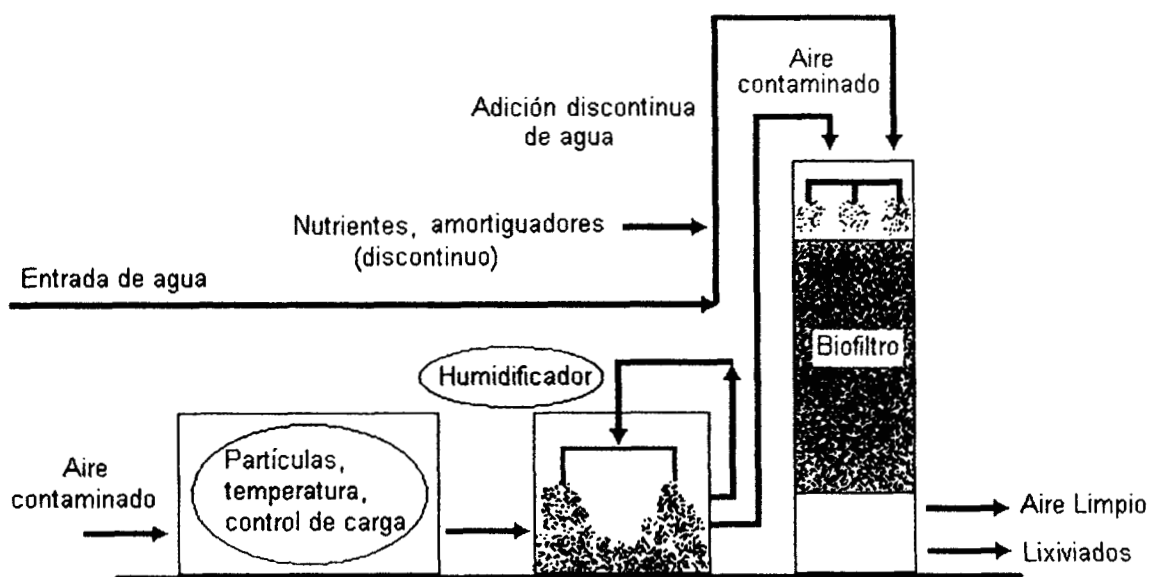 Aire
contaminado
Adición discontinua
de agua
Nutrientes, amortiguadores
(discontinuo)
Entrada de agua
Biofiltro
Humidificador
Partículas,
temperatura,
control de carga
Aire
contaminado
Aire Limpio
Lixiviados